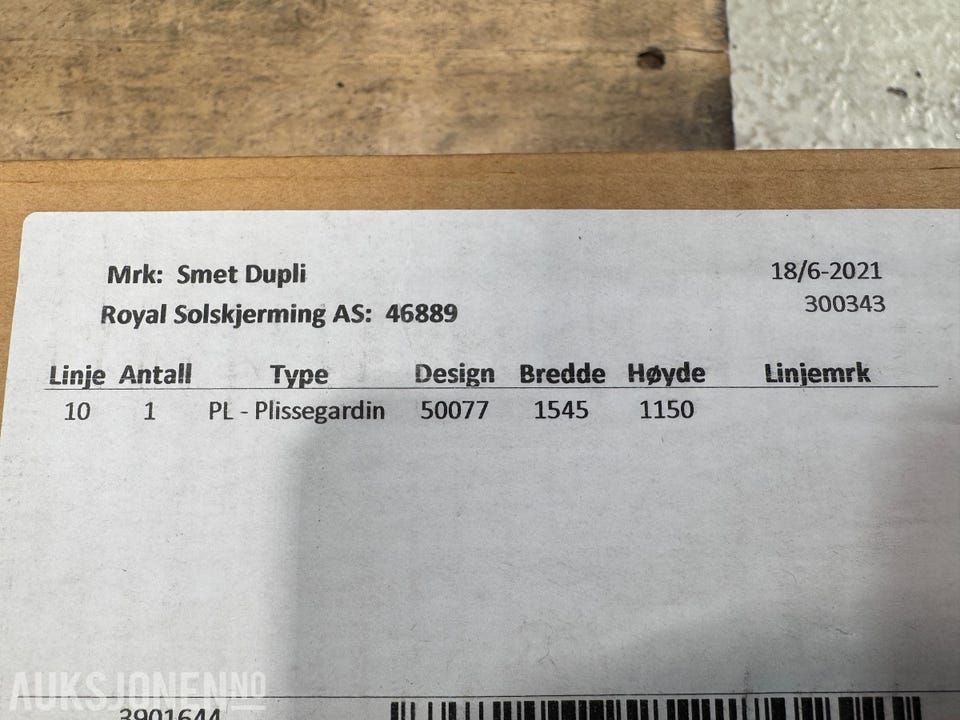 Mrk: Smet Dupli 18/6-2021
Royal Solskjerming AS: 46889 300343
Linje Antall Type Design Bredde Høyde Linjemrk
10 1 PL - Plissegardin 50077 1545 1150
AUKSJONEN.NO
3901644